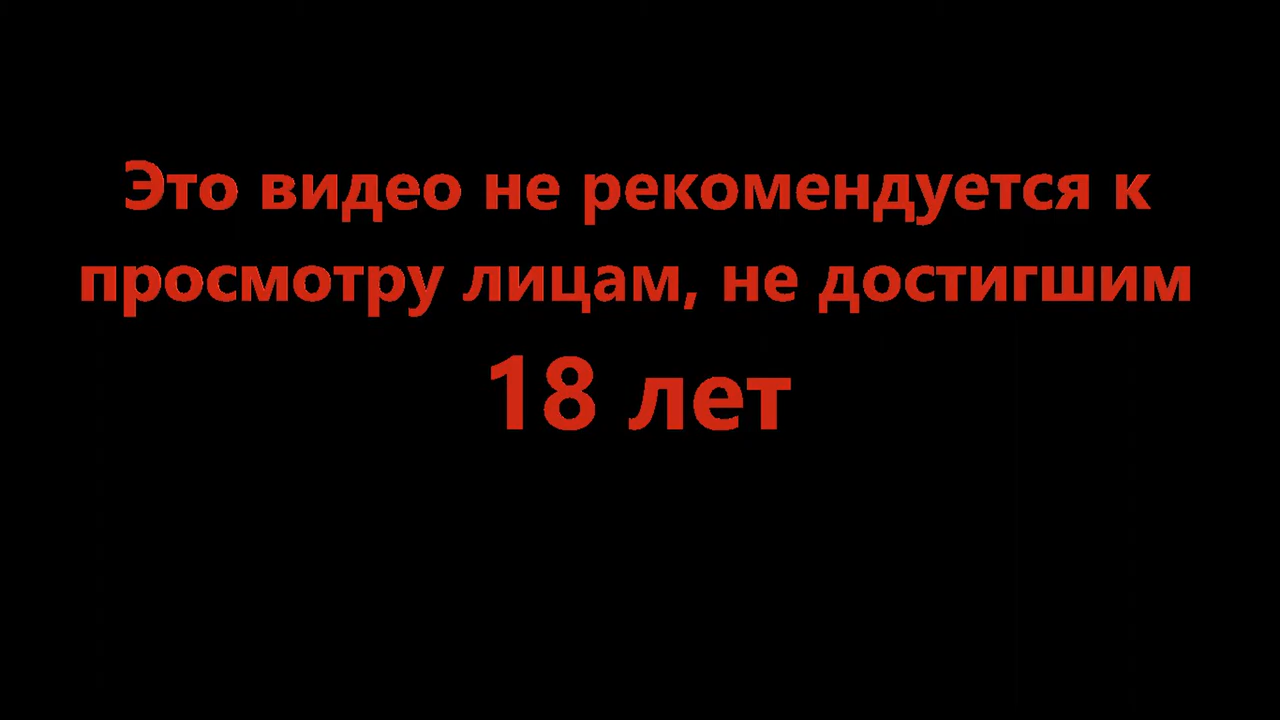 Это видео не рекомендуется к
просмотру лицам, не достигшим
18 лет